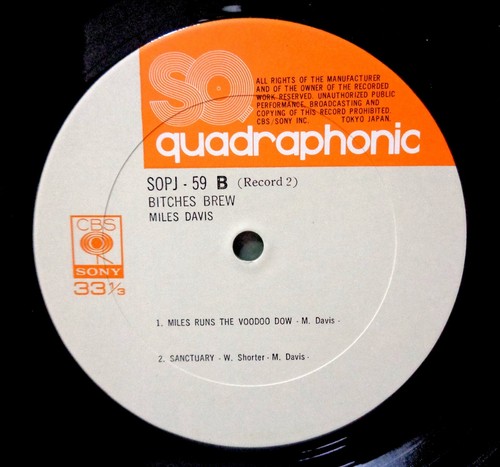 SQ
ALL RIGHTS OF THE MANUFACTURER
AND OF THE OWNER OF THE RECORDED
WORK RESERVED. UNAUTHORIZED PUBLIC
PERFORMANCE, BROADCASTING AND
COPYING OF THIS RECORD PROHIBITED.
CBS/SONY INC. TOKYO JAPAN.
quadraphonic
SOPJ - 59 B (Record 2)
BITCHES BREW
MILES DAVIS
CBS
SONY
33 1/3
1. MILES RUNS THE VOODOO DOW - M. Davis -
2. SANCTUARY - W. Shorter - M. Davis -